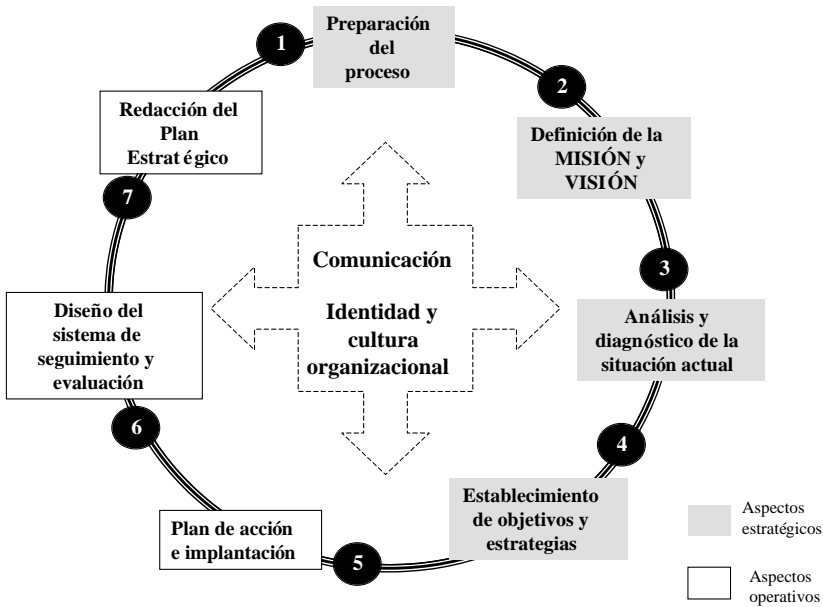 1
Preparación
del
proceso
2
Definición de la
MISIÓN y
VISIÓN
3
Análisis y
diagnóstico de la
situación actual
4
Establecimiento
de objetivos y
estrategias
5
Plan de acción
e implantación
6
Diseño del
sistema de
seguimiento y
evaluación
7
Redacción del
Plan
Estratégico
Comunicación
Identidad y
cultura
organizacional
Aspectos
estratégicos
Aspectos
operativos